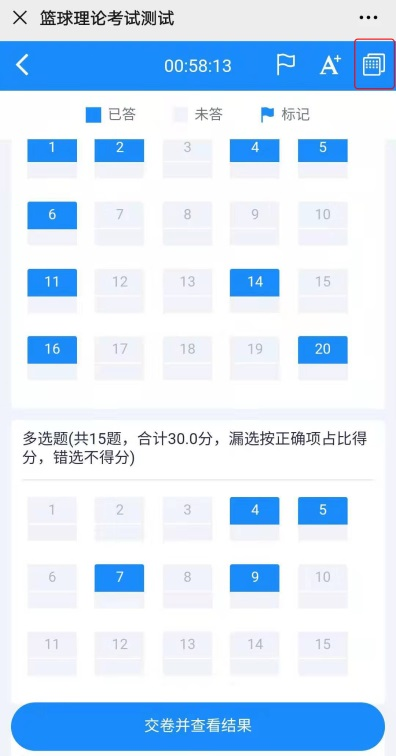 篮球理论考试测试
00:58:13
A+
已答 未答 标记
1 2 3 4 5
6 7 8 9 10
11 12 13 14 15
16 17 18 19 20
多选题(共15题，合计30.0分，漏选按正确项占比得
分，错选不得分)
1 2 3 4 5
6 7 8 9 10
11 12 13 14 15
交卷并查看结果